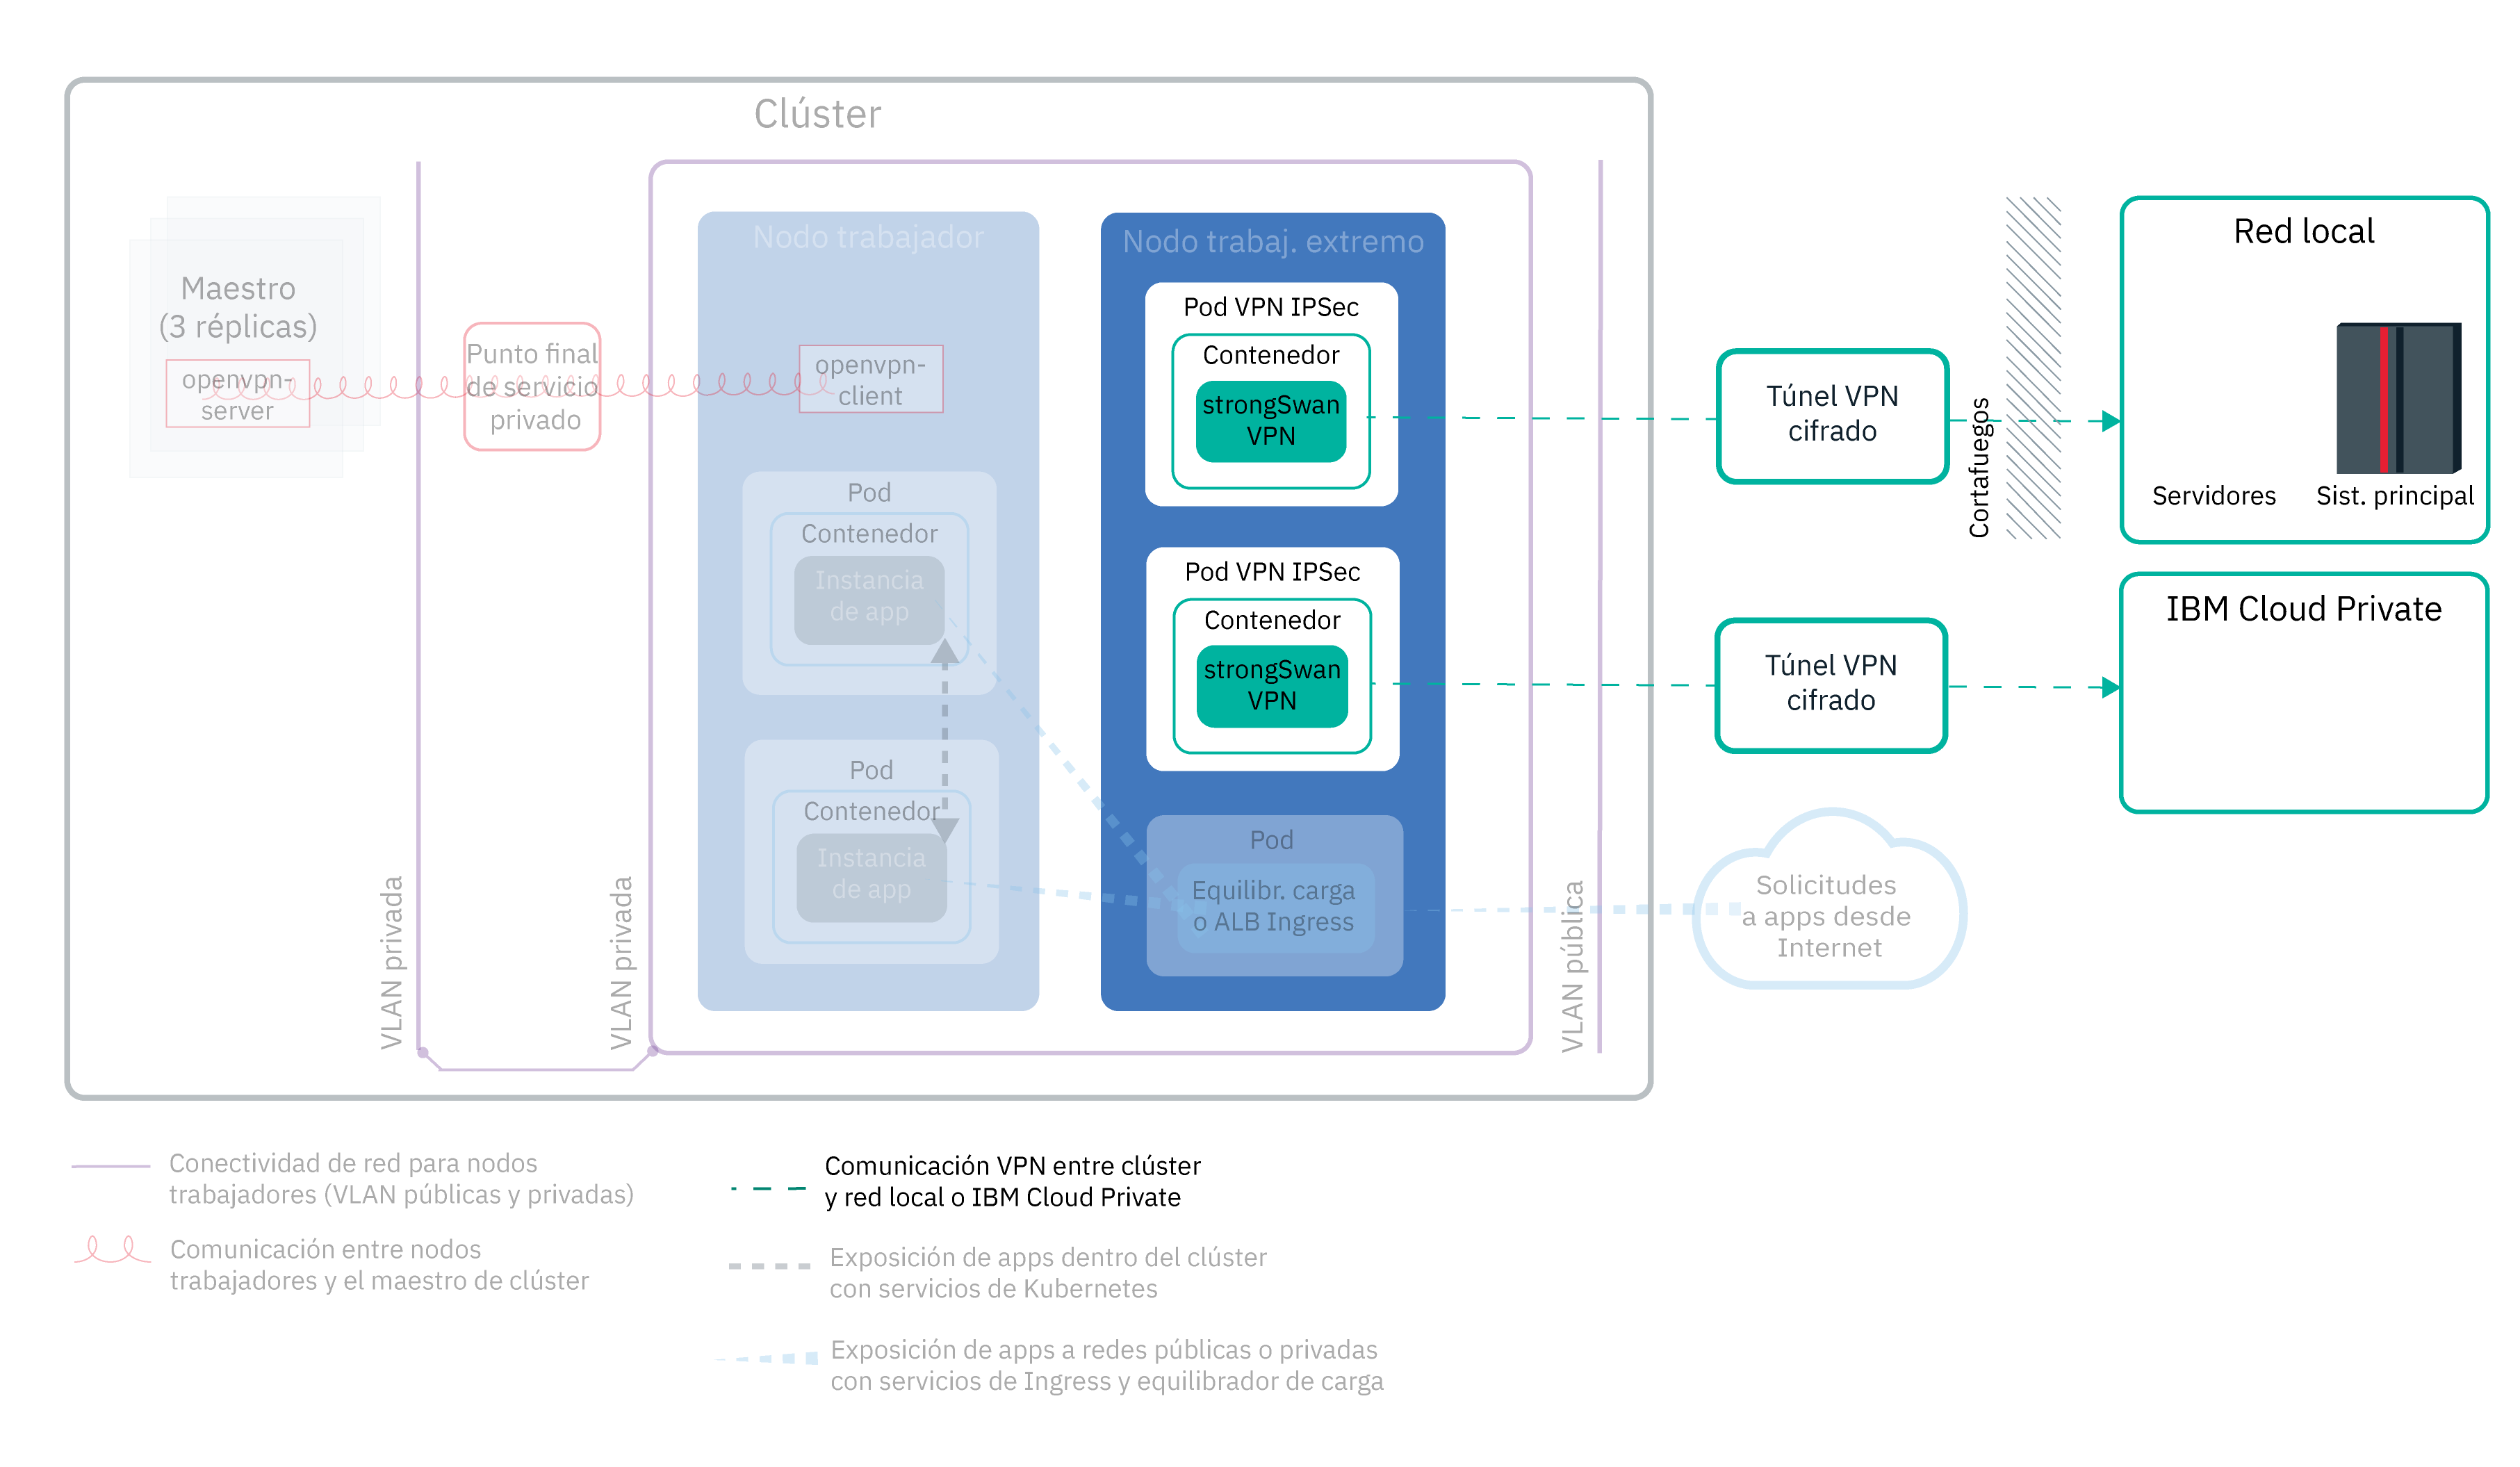 Clúster
Maestro
(3 réplicas)
openvpn-
server
Punto final
de servicio
privado
VLAN privada
VLAN privada
Nodo trabajador
openvpn-
client
Pod
Contenedor
Instancia
de app
Pod
Contenedor
Instancia
de app
Nodo trabaj. extremo
Pod VPN IPSec
Contenedor
strongSwan
VPN
Pod VPN IPSec
Contenedor
strongSwan
VPN
Pod
Equilibr. carga
o ALB Ingress
VLAN pública
Túnel VPN
cifrado
Cortafuegos
Red local
Servidores
Sist. principal
Túnel VPN
cifrado
IBM Cloud Private
Solicitudes
a apps desde
Internet
Conectividad de red para nodos
trabajadores (VLAN públicas y privadas)
Comunicación entre nodos
trabajadores y el maestro de clúster
Comunicación VPN entre clúster
y red local o IBM Cloud Private
Exposición de apps dentro del clúster
con servicios de Kubernetes
Exposición de apps a redes públicas o privadas
con servicios de Ingress y equilibrador de carga